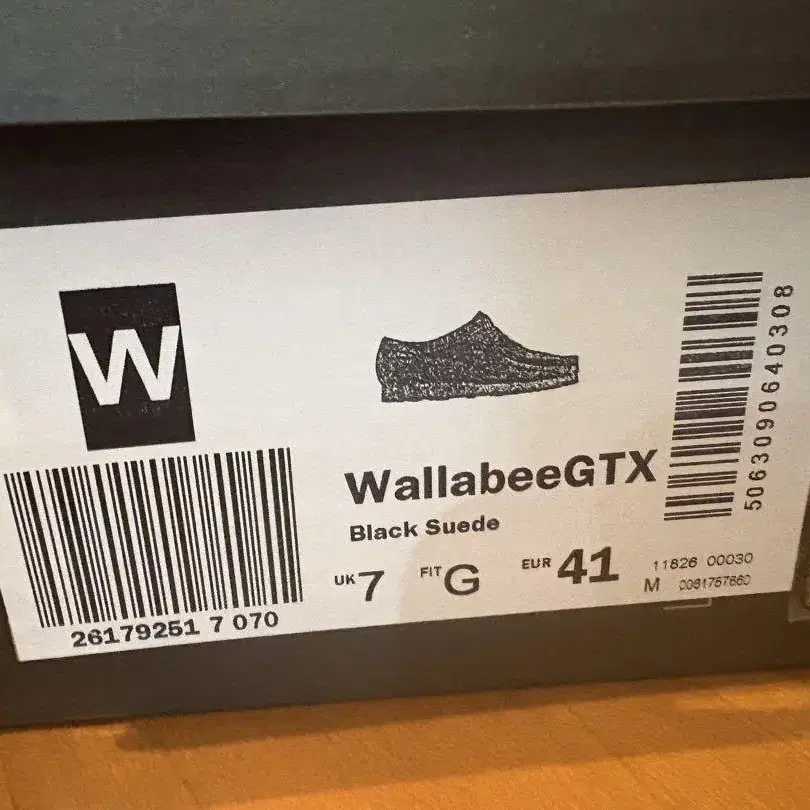 W
WallabeeGTX
Black Suede
UK 7 FIT G EUR 41
11826 00030
M
26179251 7 070
5063090640308